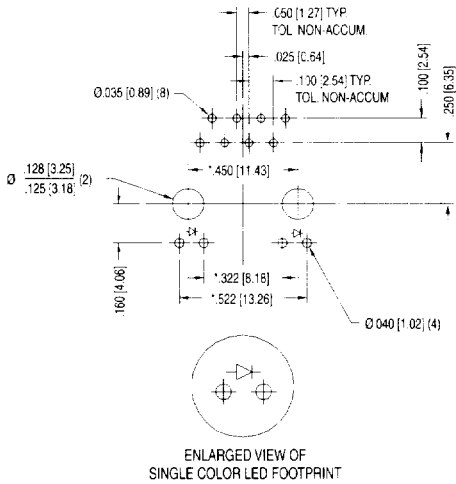 .050 [1.27] TYP.
TOL. NON-ACCUM.
.025 [0.64]
.100 [2.54] TYP.
TOL. NON-ACCUM
.100 [2.54]
.250 [6.35]
Ø.035 [0.89] (8)
*.450 [11.43]
Ø .128 [3.25]
.125 [3.18] (2)
.160 [4.06]
*.322 [8.18]
*.522 [13.26]
Ø.040 [1.02] (4)
ENLARGED VIEW OF
SINGLE COLOR LED FOOTPRINT